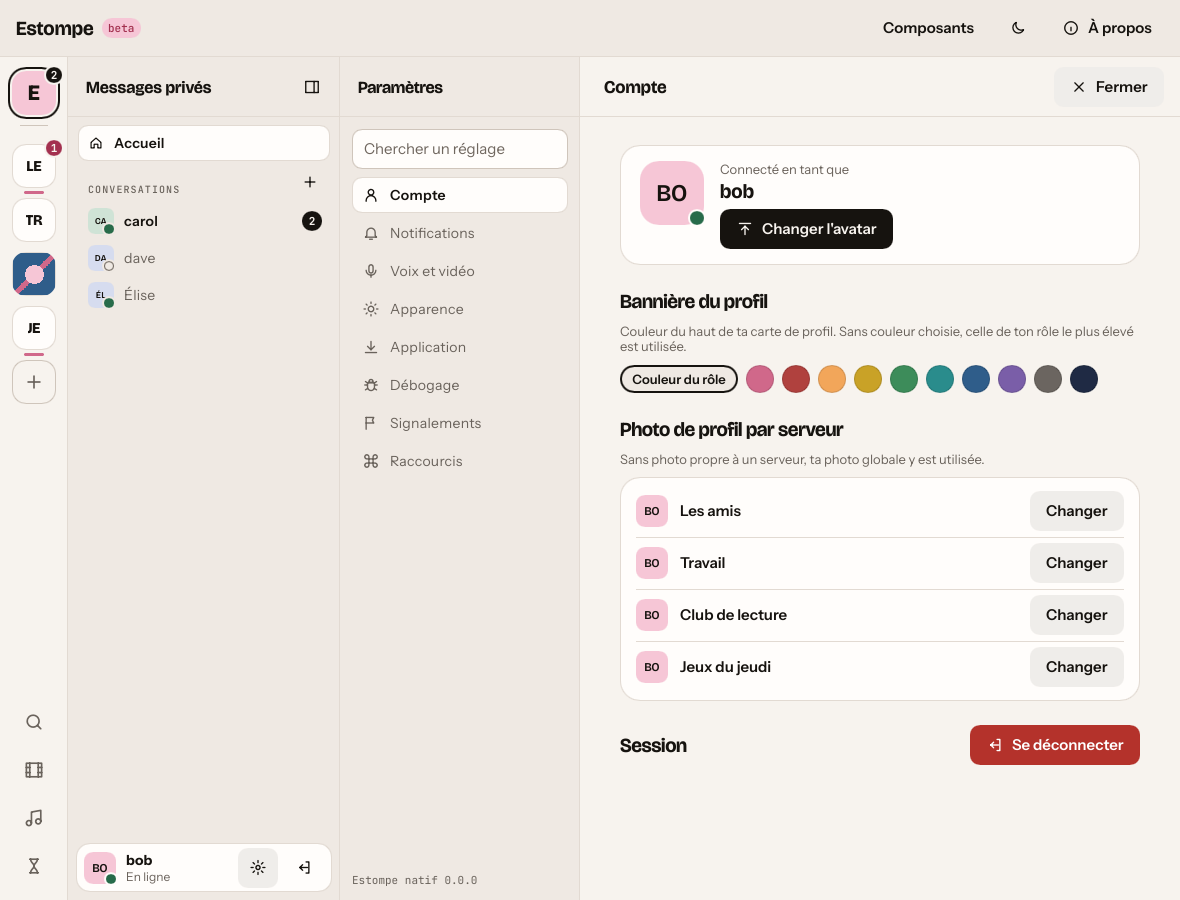 Estompe beta
Composants
À propos
E 2
LE 1
TR
JE
Messages privés
Accueil
CONVERSATIONS
CA carol 2
DA dave
ÉL Élise
BO bob
En ligne
Paramètres
Chercher un réglage
Compte
Notifications
Voix et vidéo
Apparence
Application
Débogage
Signalements
Raccourcis
Estompe natif 0.0.0
Compte
Fermer
BO
Connecté en tant que
bob
Changer l'avatar
Bannière du profil
Couleur du haut de ta carte de profil. Sans couleur choisie, celle de ton rôle le plus élevé
est utilisée.
Couleur du rôle
Photo de profil par serveur
Sans photo propre à un serveur, ta photo globale y est utilisée.
BO Les amis Changer
BO Travail Changer
BO Club de lecture Changer
BO Jeux du jeudi Changer
Session
Se déconnecter